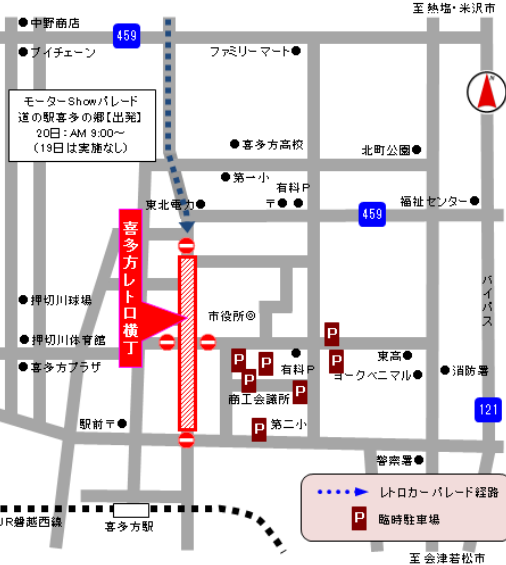 至 熱塩・米沢市
中野商店
459
ブイチェーン
ファミリーマート
モーターShowパレード
道の駅喜多の郷【出発】
20日：AM 9:00～
（19日は実施なし）
喜多方高校
北町公園
第一小
有料P
東北電力
〒
福祉センター
459
喜多方レトロ横丁
バイパス
押切川球場
市役所◎
押切川体育館
P
P
P
P
P
P
P
有料P
東高
喜多方プラザ
ヨークベニマル
消防署
商工会議所
121
駅前〒
第二小
警察署
レトロカーパレード経路
P 臨時駐車場
JR磐越西線
喜多方駅
至 会津若松市